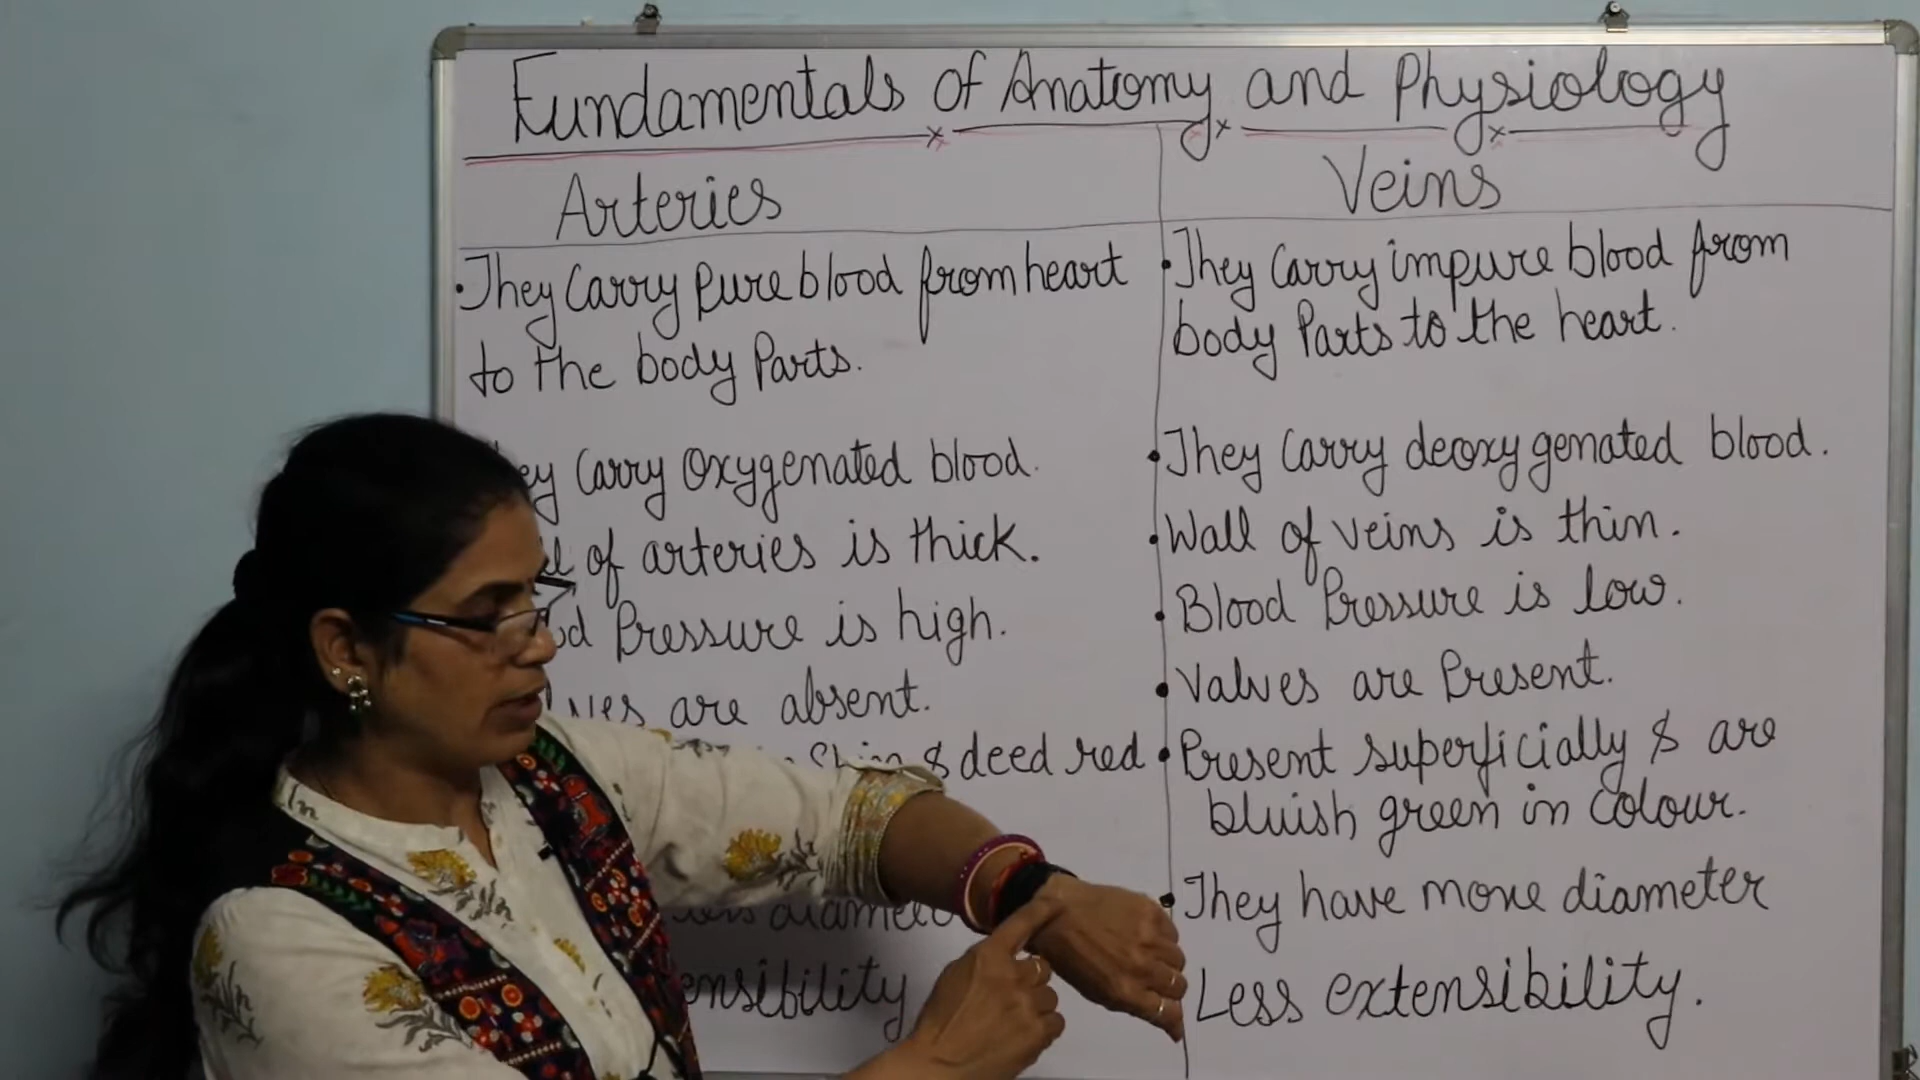 Fundamentals of Anatomy and Physiology
Arteries
Veins
• They Carry Pure blood from heart
to the body Parts.
Carry Oxygenated blood.
of arteries is thick.
Pressure is high.
are absent.
& deed red
• They Carry impure blood from
body Parts to the heart.
• They Carry deoxygenated blood.
• Wall of veins is thin.
• Blood Pressure is low.
• Valves are Present.
• Present superficially & are
bluish green in Colour.
• They have more diameter
Less extensibility.